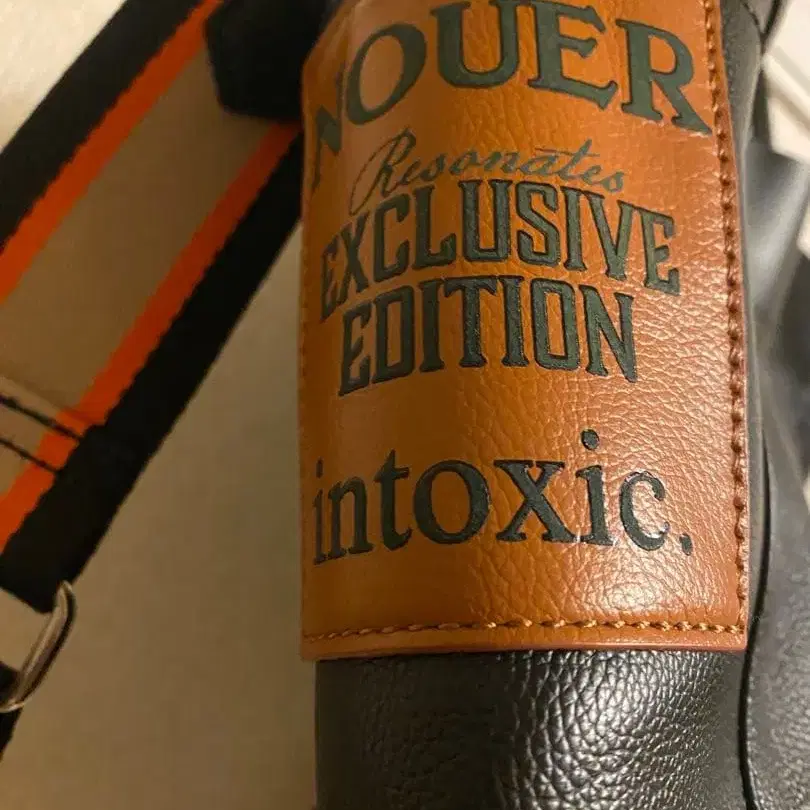 NOUER
Resonates
EXCLUSIVE
EDITION
intoxic.